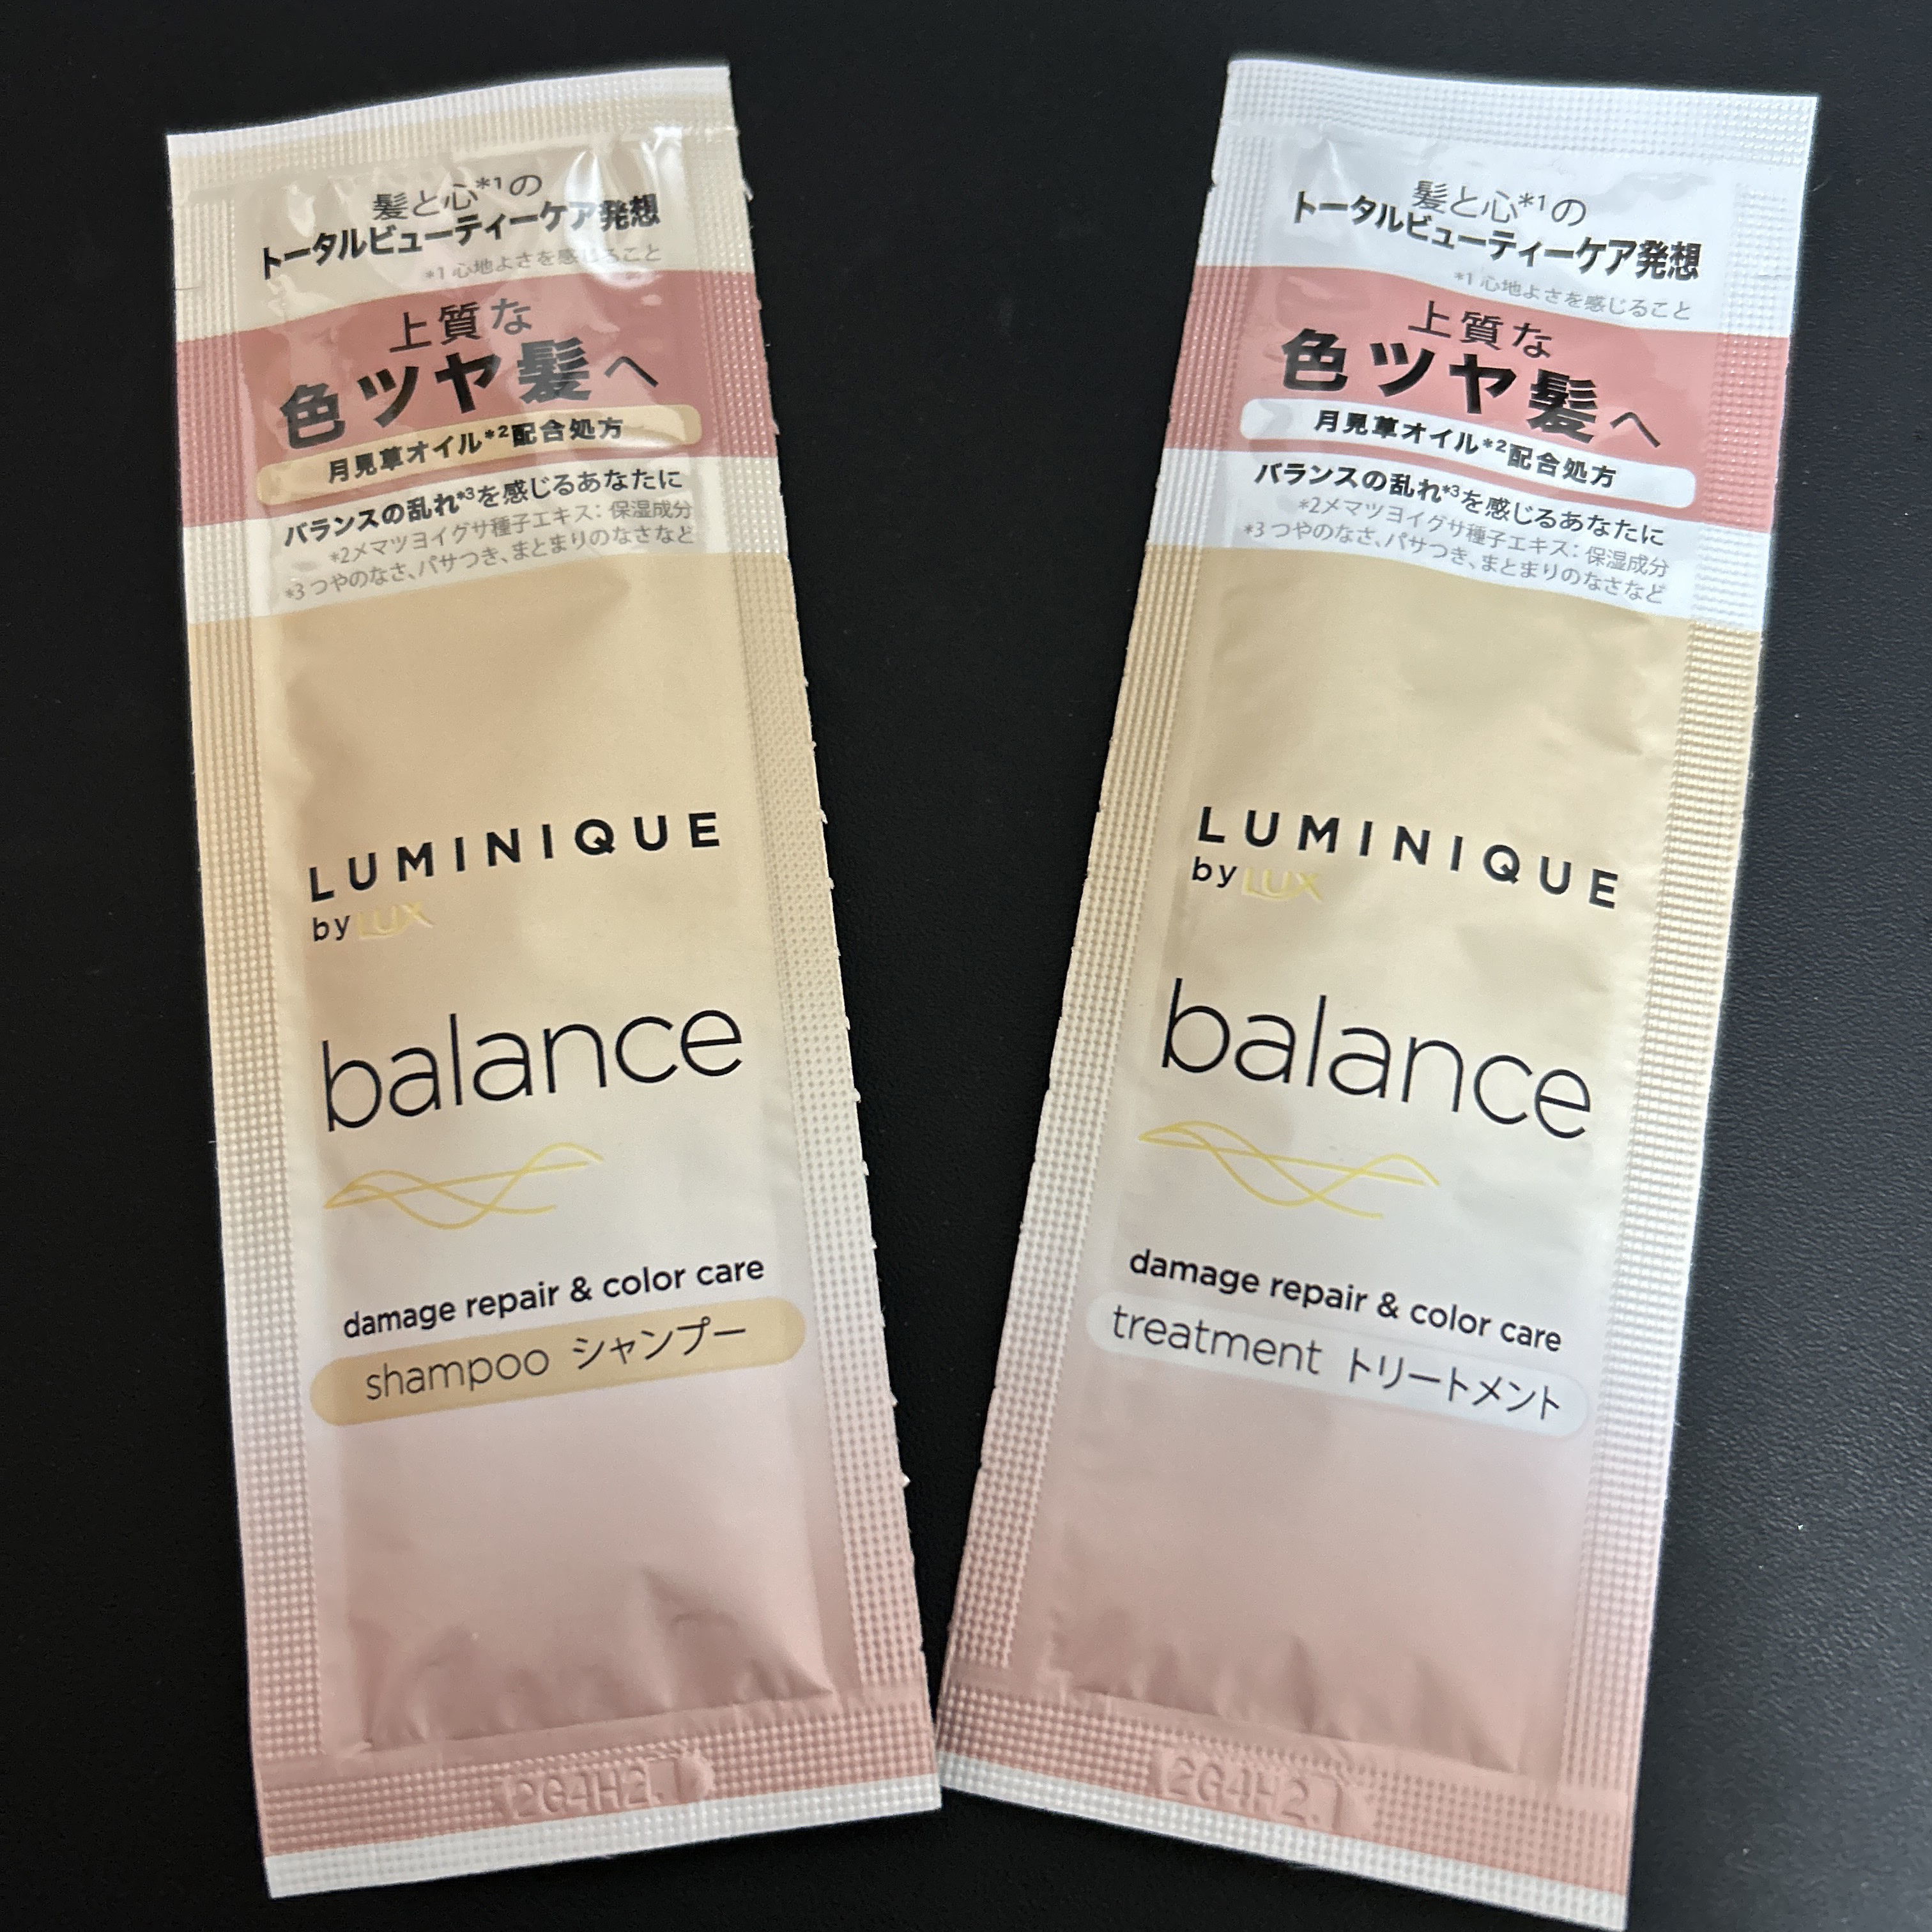 髪と心*1の
トータルビューティーケア発想
*1 心地よさを感じること
上質な
色ツヤ髪へ
月見草オイル*2配合処方
バランスの乱れ*3を感じるあなたに
*2メマツヨイグサ種子エキス：保湿成分
*3 つやのなさ、パサつき、まとまりのなさなど
LUMINIQUE
by LUX
balance
damage repair & color care
shampoo シャンプー
2G4H2.1
髪と心*1の
トータルビューティーケア発想
*1 心地よさを感じること
上質な
色ツヤ髪へ
月見草オイル*2配合処方
バランスの乱れ*3を感じるあなたに
*2メマツヨイグサ種子エキス：保湿成分
*3 つやのなさ、パサつき、まとまりのなさなど
LUMINIQUE
by LUX
balance
damage repair & color care
treatment トリートメント
2G4H2.1